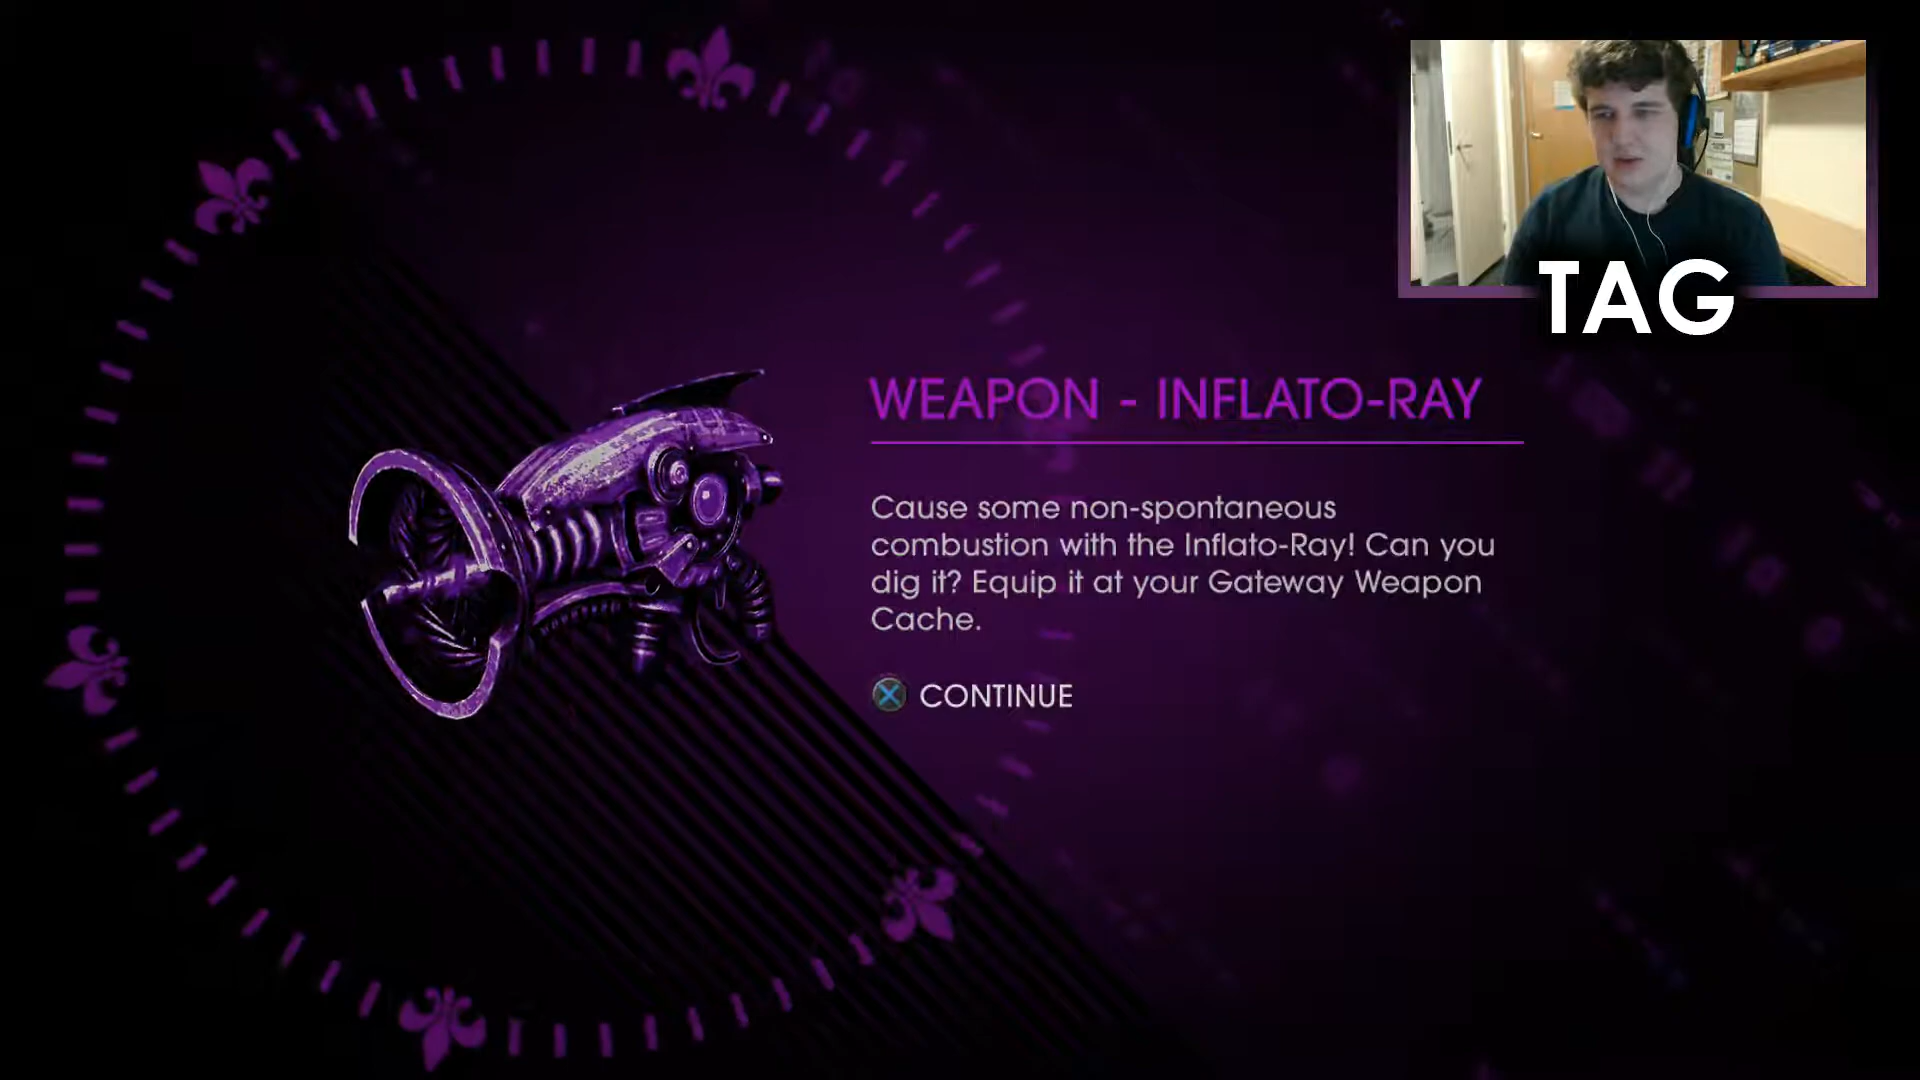 TAG
WEAPON - INFLATO-RAY
Cause some non-spontaneous
combustion with the Inflato-Ray! Can you
dig it? Equip it at your Gateway Weapon
Cache.
CONTINUE